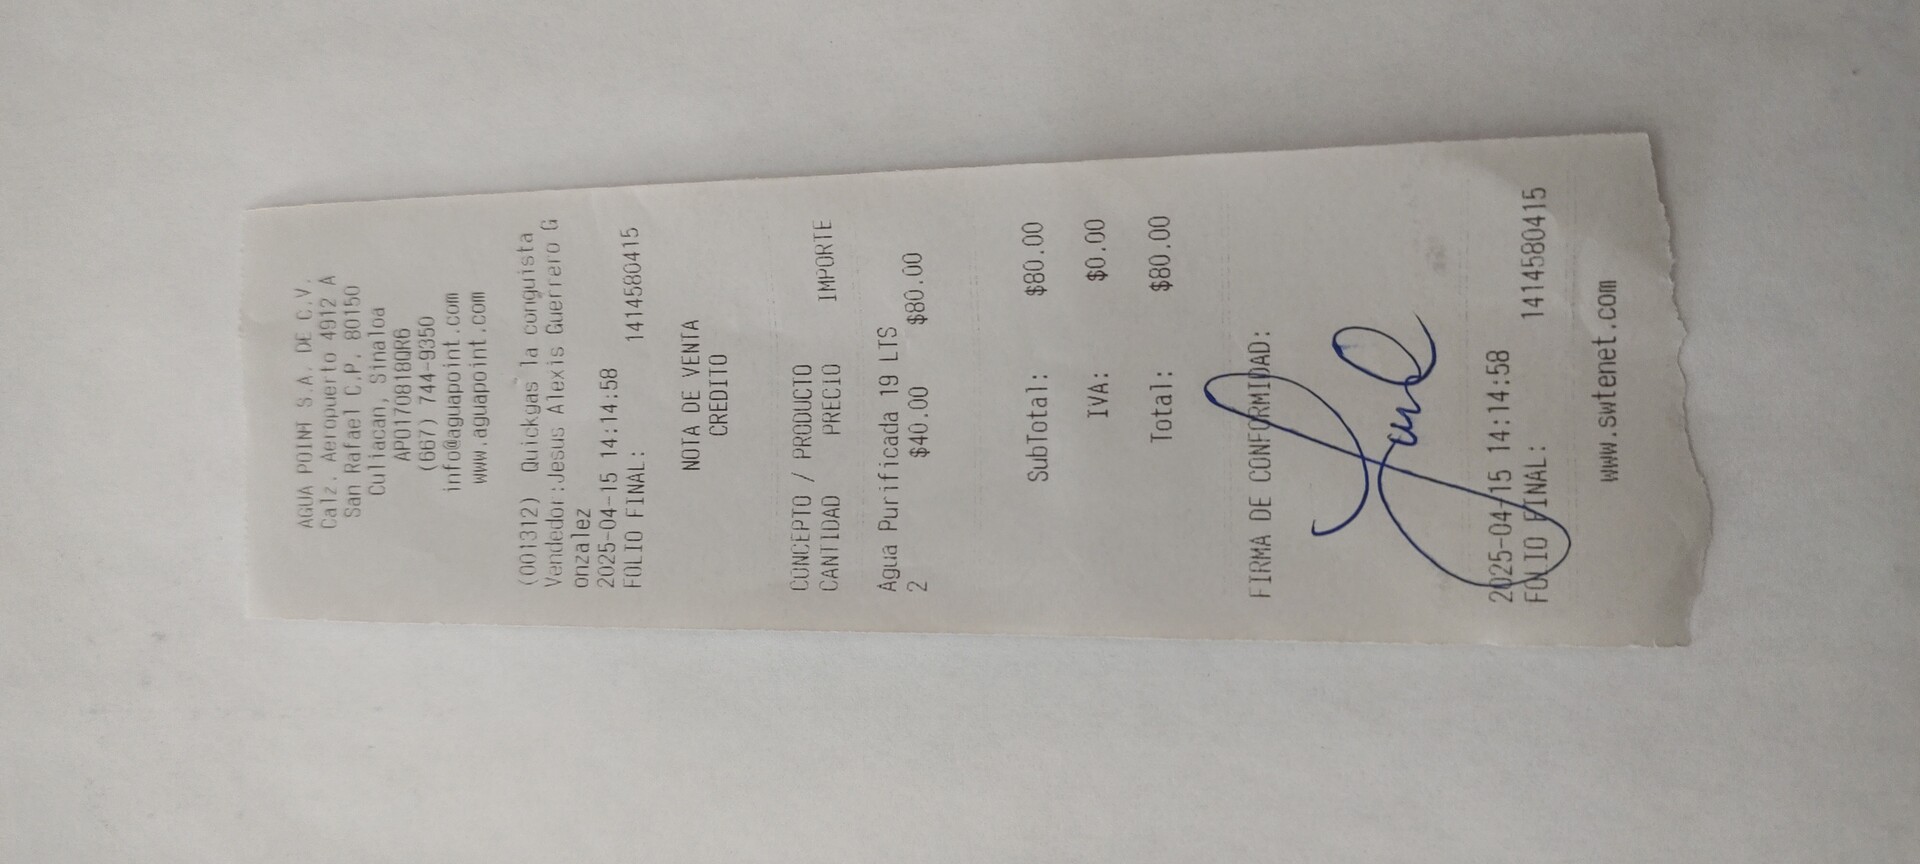 AGUA POINT S.A. DE C.V.
Calz. Aeropuerto 4912 A
San Rafael C.P. 80150
Culiacan, Sinaloa
APO170818QR6
(667) 744-9350
info@aguapoint.com
www.aguapoint.com
(001312) Quickgas la conquista
Vendedor:Jesus Alexis Guerrero G
onzalez
2025-04-15 14:14:58
FOLIO FINAL: 1414580415
NOTA DE VENTA
CREDITO
CONCEPTO / PRODUCTO
CANTIDAD PRECIO IMPORTE
Agua Purificada 19 LTS
2 $40.00 $80.00
SubTotal: $80.00
IVA: $0.00
Total: $80.00
FIRMA DE CONFORMIDAD:
2025-04-15 14:14:58
FOLIO FINAL: 1414580415
www.swtenet.com